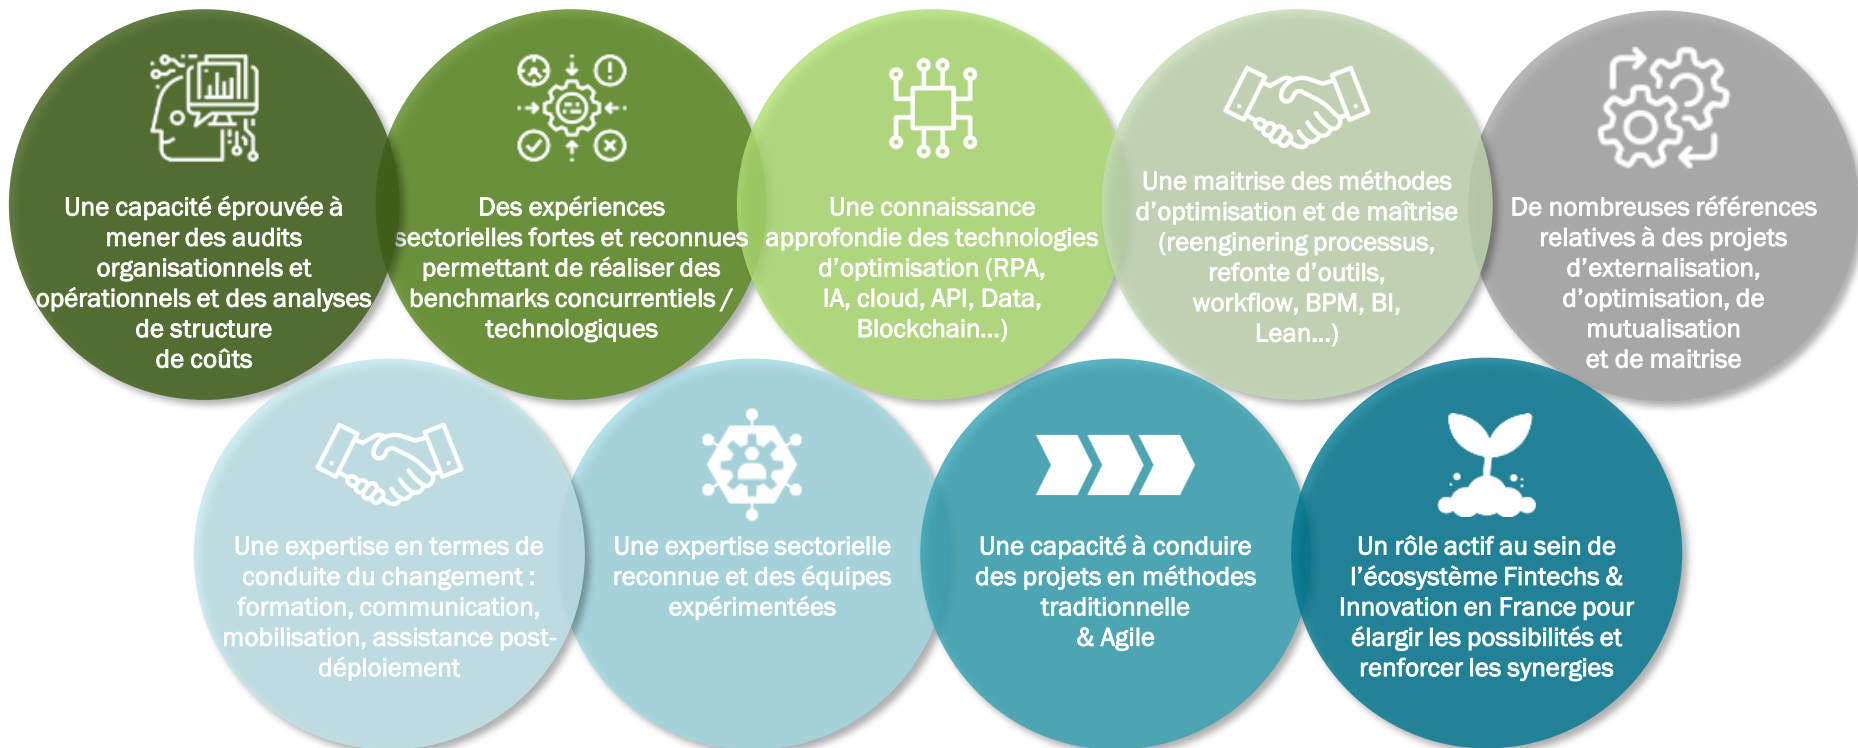 Une capacité éprouvée à
mener des audits
organisationnels et
opérationnels et des analyses
de structure
de coûts
Des expériences
sectorielles fortes et reconnues
permettant de réaliser des
benchmarks concurrentiels /
technologiques
Une connaissance
approfondie des technologies
d’optimisation (RPA,
IA, cloud, API, Data,
Blockchain...)
Une maitrise des méthodes
d’optimisation et de maîtrise
(reenginering processus,
refonte d’outils,
workflow, BPM, BI,
Lean...)
De nombreuses références
relatives à des projets
d’externalisation,
d’optimisation, de
mutualisation
et de maitrise
Une expertise en termes de
conduite du changement :
formation, communication,
mobilisation, assistance post-
déploiement
Une expertise sectorielle
reconnue et des équipes
expérimentées
Une capacité à conduire
des projets en méthodes
traditionnelle
& Agile
Un rôle actif au sein de
l’écosystème Fintechs &
Innovation en France pour
élargir les possibilités et
renforcer les synergies